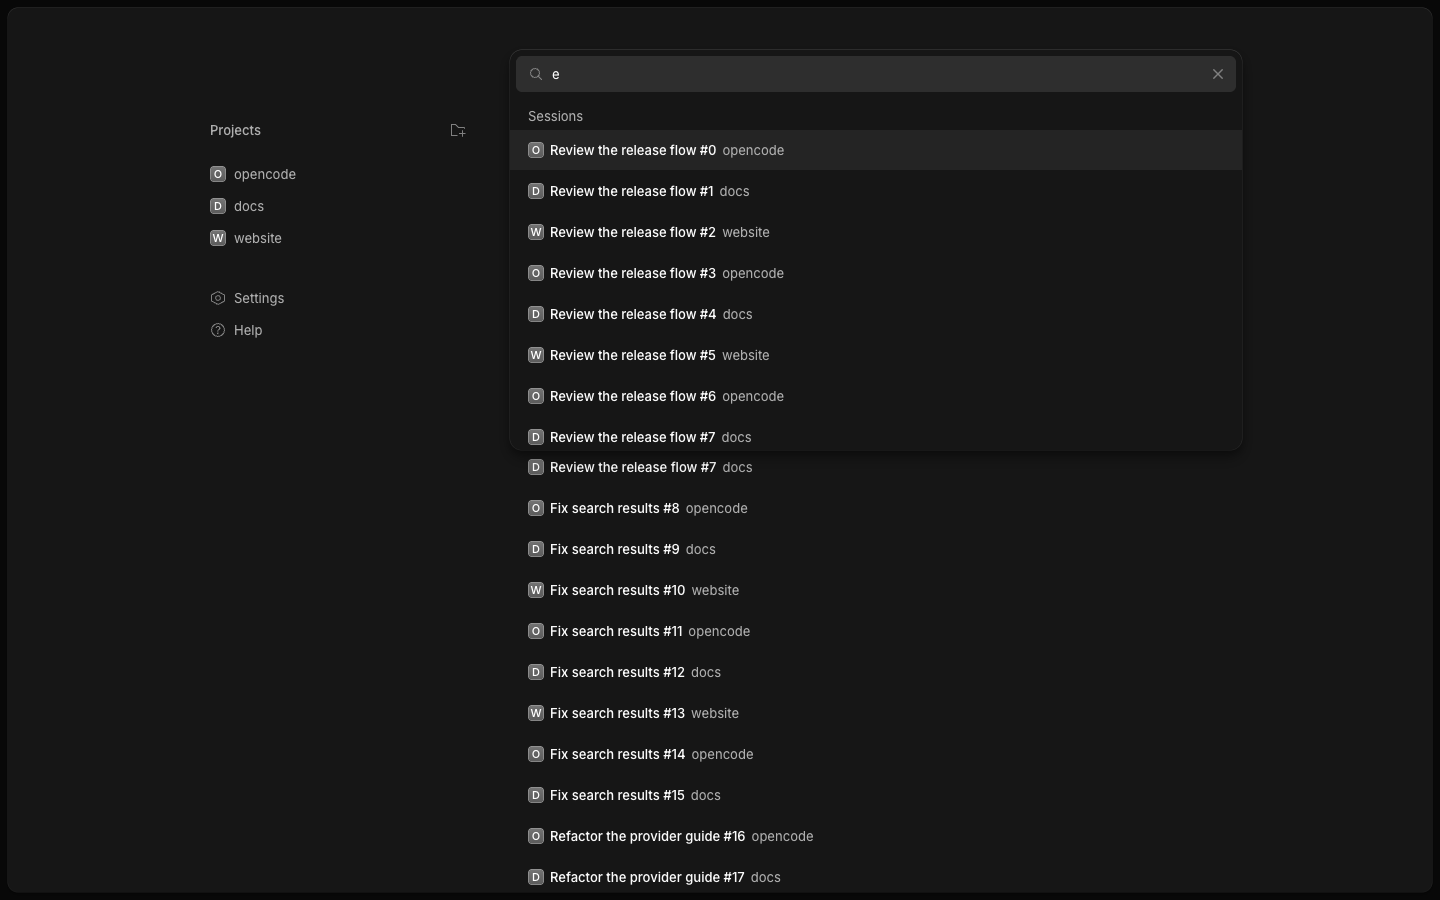 e
Sessions
O Review the release flow #0 opencode
D Review the release flow #1 docs
W Review the release flow #2 website
O Review the release flow #3 opencode
D Review the release flow #4 docs
W Review the release flow #5 website
O Review the release flow #6 opencode
D Review the release flow #7 docs
Projects
O opencode
D docs
W website
Settings
Help
D Review the release flow #7 docs
O Fix search results #8 opencode
D Fix search results #9 docs
W Fix search results #10 website
O Fix search results #11 opencode
D Fix search results #12 docs
W Fix search results #13 website
O Fix search results #14 opencode
D Fix search results #15 docs
O Refactor the provider guide #16 opencode
D Refactor the provider guide #17 docs